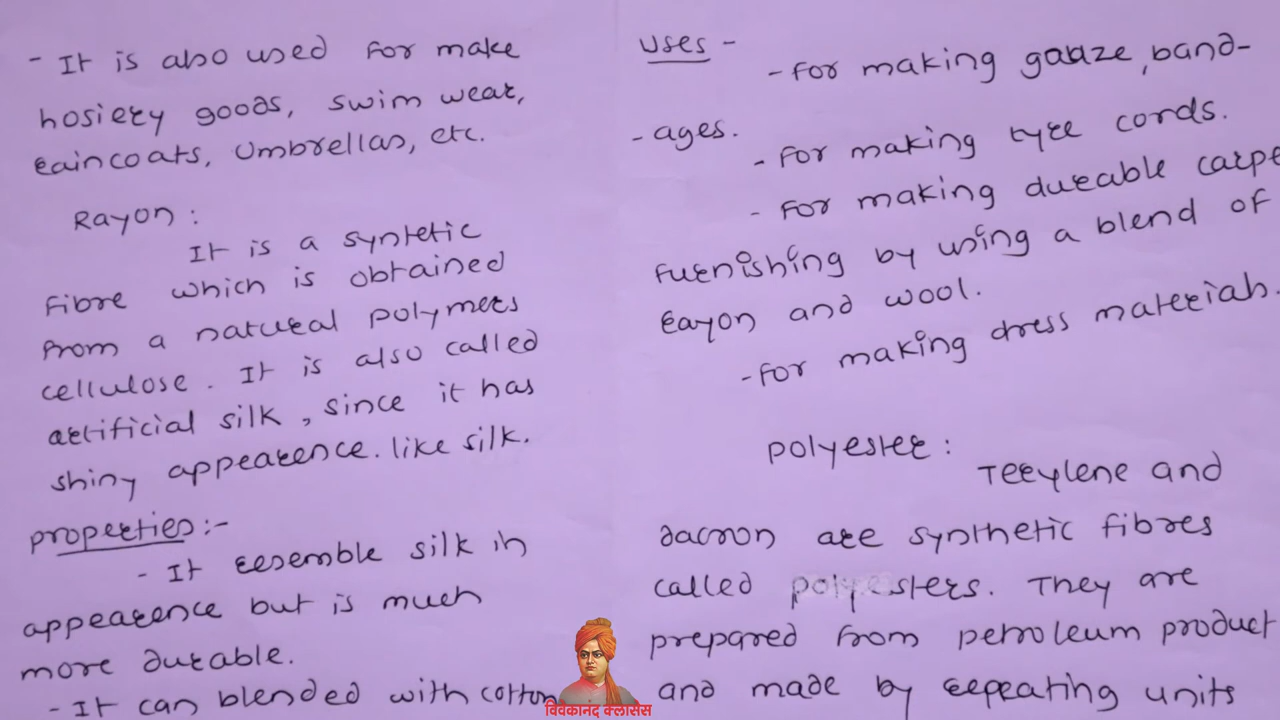 - It is also used for make
hosiery goods, swim wear,
raincoats, Umbrellas, etc.
Rayon :
It is a syntetic
fibre which is obtained
from a natural polymers
cellulose. It is also called
artificial silk, since it has
shiny appearence. like silk.
properties:-
- It resemble silk in
appearence but is much
more durable.
- It can blended with cotton
Uses -
- for making gauze, band-
- ages.
- for making tyre cords.
- for making durable carpe
furnishing by using a blend of
rayon and wool.
- for making dress materials.
polyester :
Terylene and
dacron are synthetic fibres
called polyesters. They are
prepared from petroleum product
and made by repeating units
विवेकानंद क्लासेस